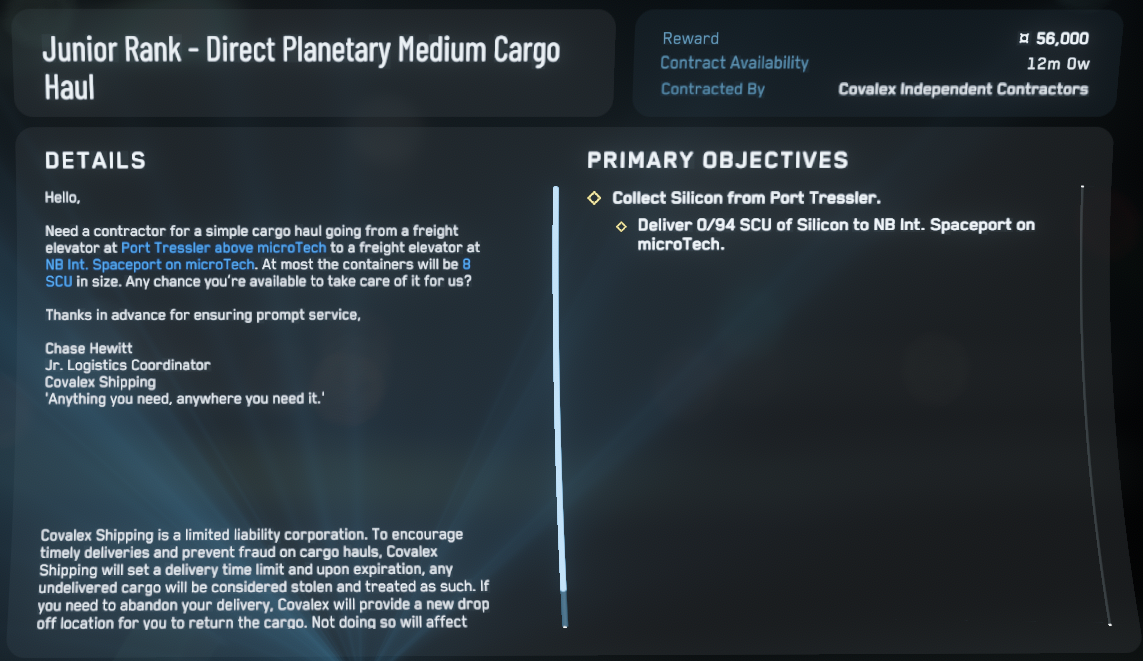 Junior Rank - Direct Planetary Medium Cargo
Haul
Reward ¤ 56,000
Contract Availability 12m 0w
Contracted By Covalex Independent Contractors
DETAILS
Hello,
Need a contractor for a simple cargo haul going from a freight
elevator at Port Tressler above microTech to a freight elevator at
NB Int. Spaceport on microTech. At most the containers will be 8
SCU in size. Any chance you're available to take care of it for us?
Thanks in advance for ensuring prompt service,
Chase Hewitt
Jr. Logistics Coordinator
Covalex Shipping
'Anything you need, anywhere you need it.'
Covalex Shipping is a limited liability corporation. To encourage
timely deliveries and prevent fraud on cargo hauls, Covalex
Shipping will set a delivery time limit and upon expiration, any
undelivered cargo will be considered stolen and treated as such. If
you need to abandon your delivery, Covalex will provide a new drop
off location for you to return the cargo. Not doing so will affect
PRIMARY OBJECTIVES
Collect Silicon from Port Tressler.
Deliver 0/94 SCU of Silicon to NB Int. Spaceport on
microTech.